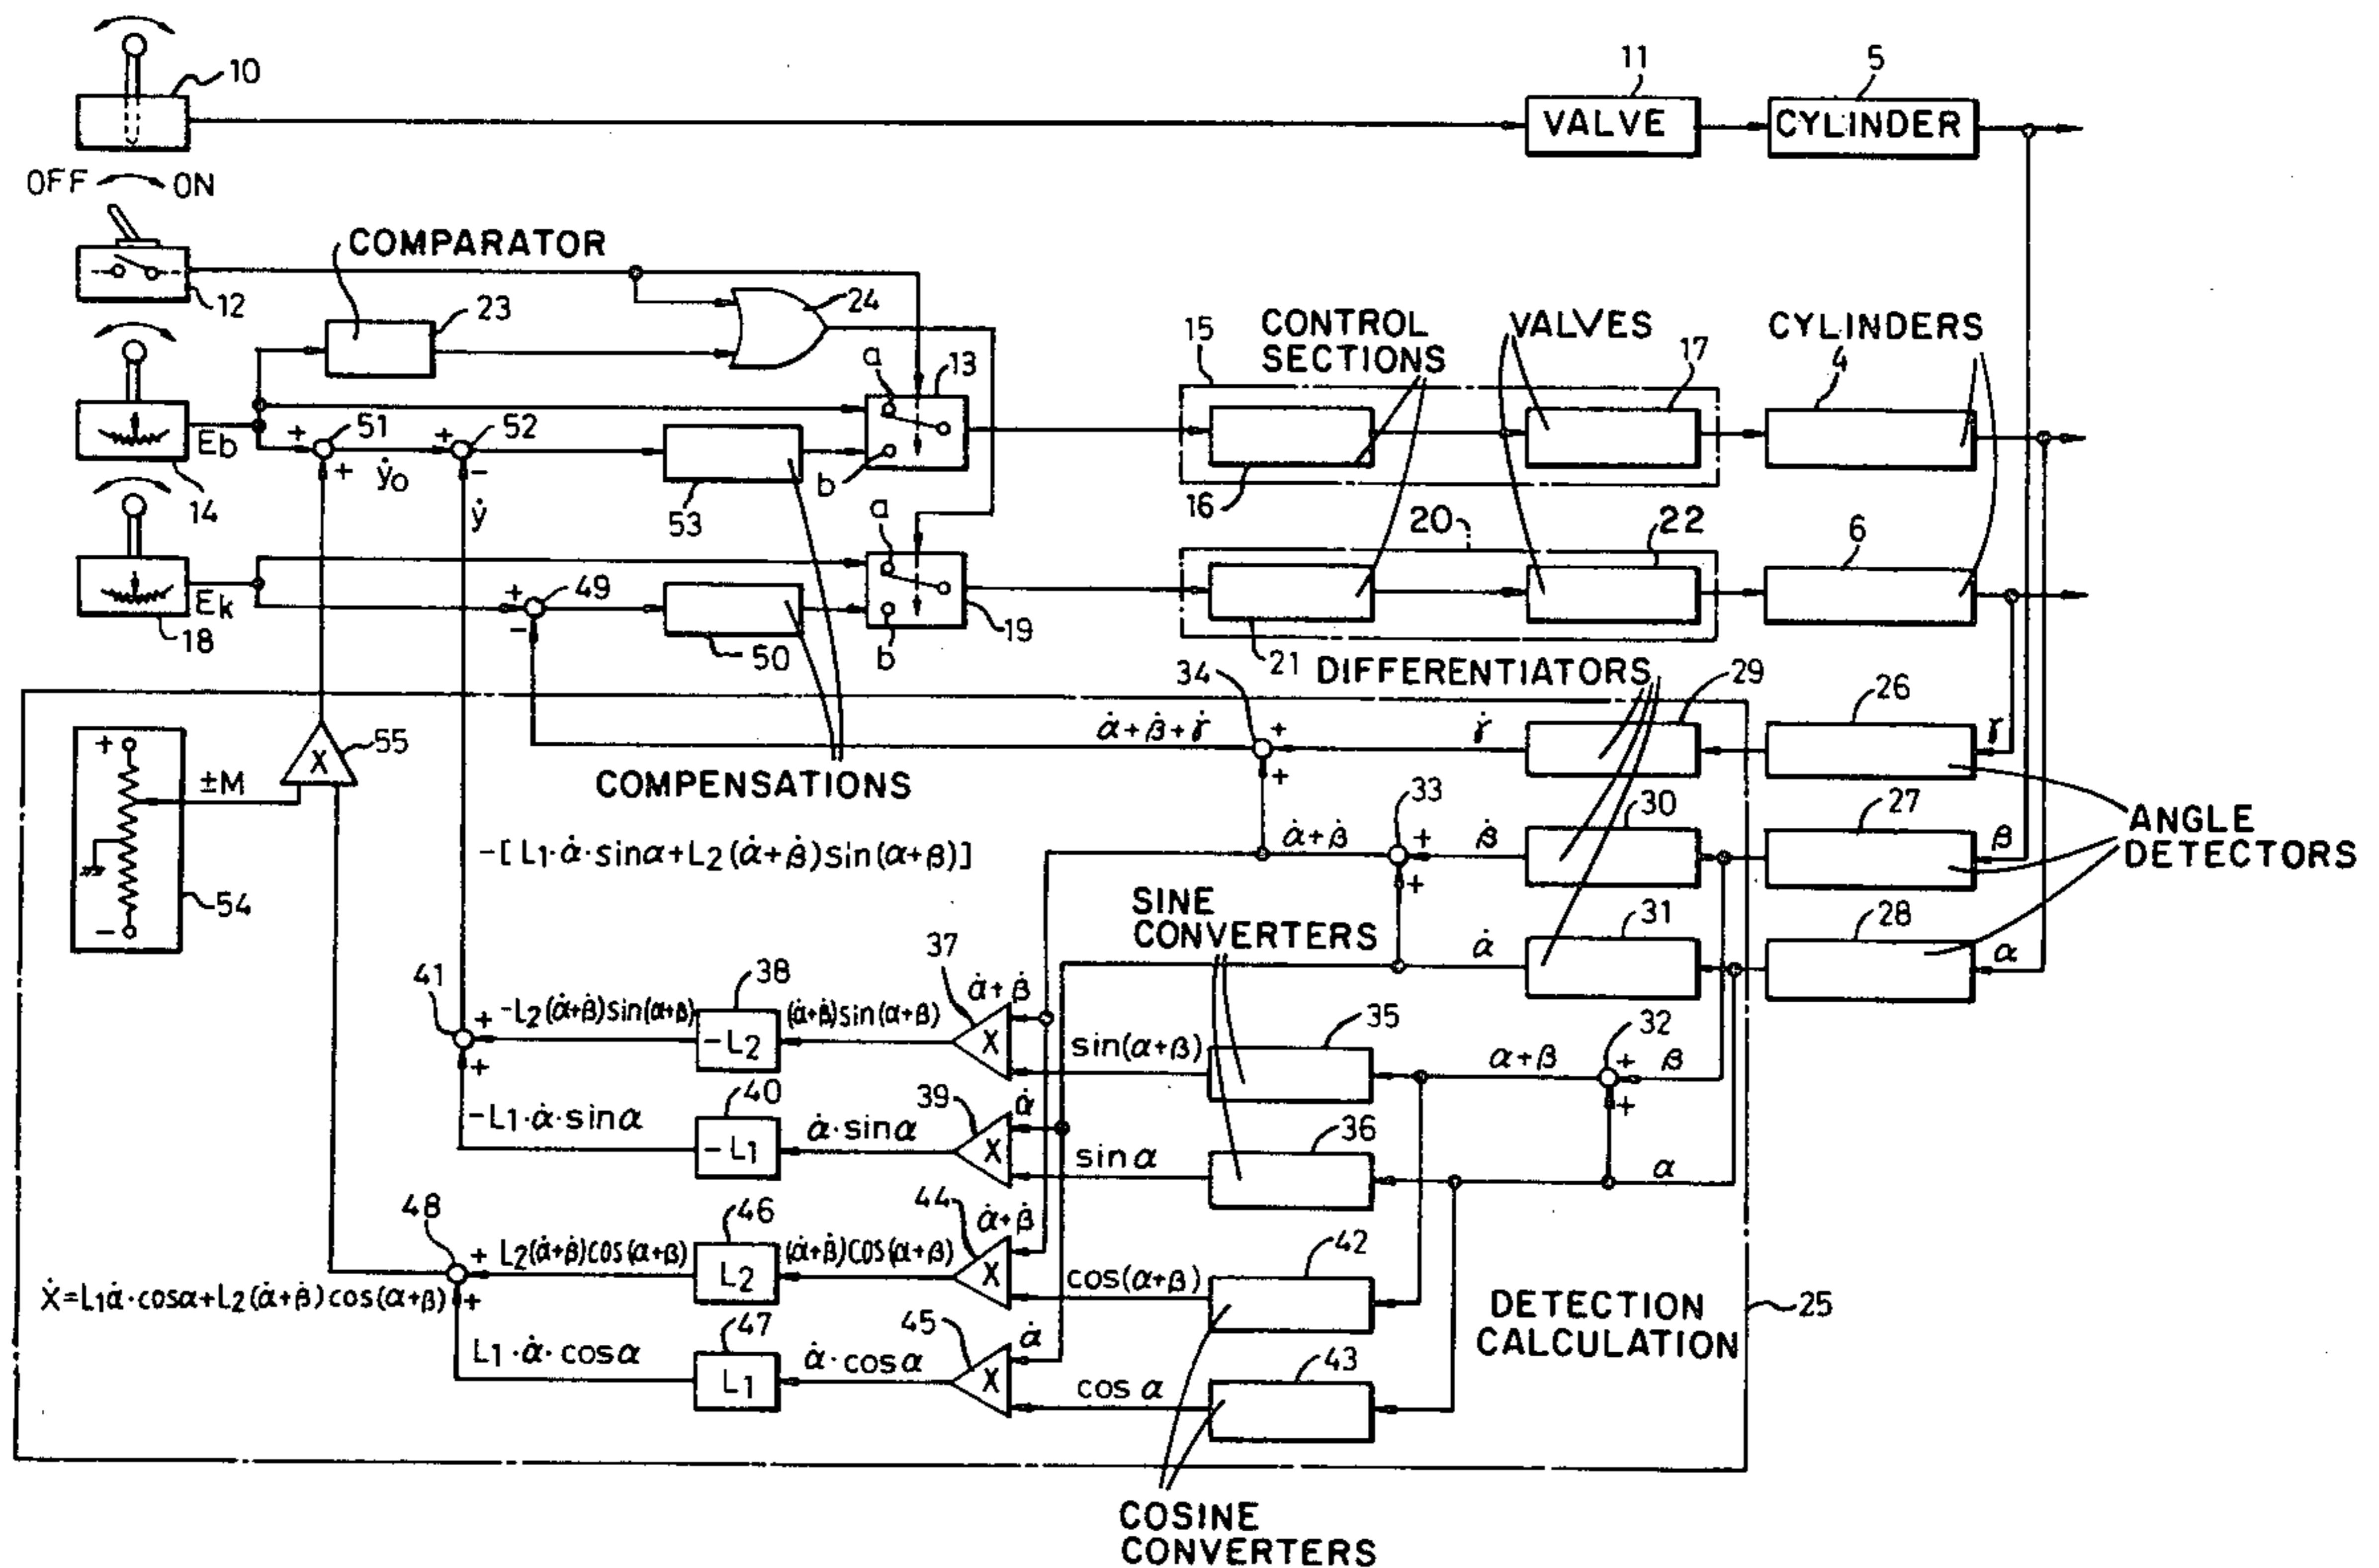 10
11
5
VALVE
CYLINDER
OFF
ON
12
COMPARATOR
23
24
CONTROL
SECTIONS
VALVES
CYLINDERS
15
17
4
a
13
Eb
+
51
+
ẏ₀
+
52
-
ẏ
53
b
16
14
a
20
22
6
Ek
18
+
49
-
50
b
19
21
DIFFERENTIATORS
34
29
26
+
-
±M
X
55
54
α̇+β̇+γ̇
+
+
γ̇
γ
COMPENSATIONS
33
30
27
ANGLE
DETECTORS
-[L₁·α̇·sinα+L₂(α̇+β̇)sin(α+β)]
α̇+β̇
+
+
β̇
β
SINE
CONVERTERS
31
28
α̇
α
41
38
37
+
-L₂(α̇+β̇)sin(α+β)
-L₂
(α̇+β̇)sin(α+β)
X
α̇+β̇
sin(α+β)
35
α+β
32
+
β
+
+
-L₁·α̇·sinα
40
-L₁
α̇·sinα
39
X
α̇
sinα
36
α
48
46
44
+
L₂(α̇+β̇)cos(α+β)
L₂
(α̇+β̇)cos(α+β)
X
α̇+β̇
cos(α+β)
42
Ẋ=L₁α̇·cosα+L₂(α̇+β̇)cos(α+β)
+
DETECTION
CALCULATION
25
L₁·α̇·cosα
47
L₁
α̇·cosα
45
X
α̇
cosα
43
COSINE
CONVERTERS